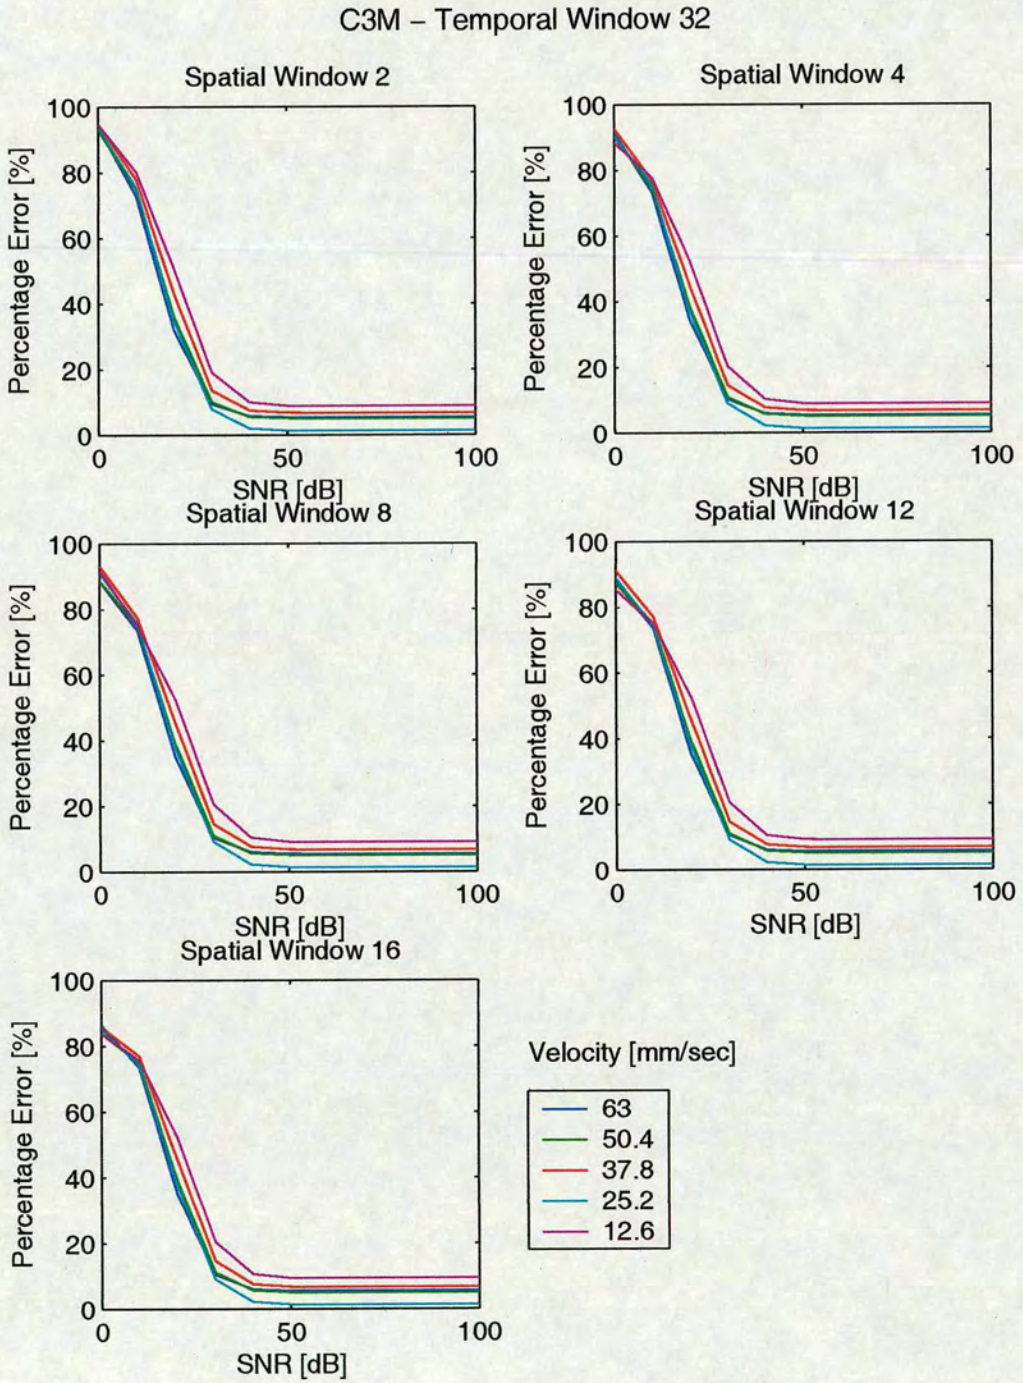 C3M – Temporal Window 32
Spatial Window 2
Percentage Error [%]
100
80
60
40
20
0
0 50 100
SNR [dB]
Spatial Window 4
Percentage Error [%]
100
80
60
40
20
0
0 50 100
SNR [dB]
Spatial Window 8
Percentage Error [%]
100
80
60
40
20
0
0 50 100
SNR [dB]
Spatial Window 12
Percentage Error [%]
100
80
60
40
20
0
0 50 100
SNR [dB]
Spatial Window 16
Percentage Error [%]
100
80
60
40
20
0
0 50 100
SNR [dB]
Velocity [mm/sec]
63
50.4
37.8
25.2
12.6